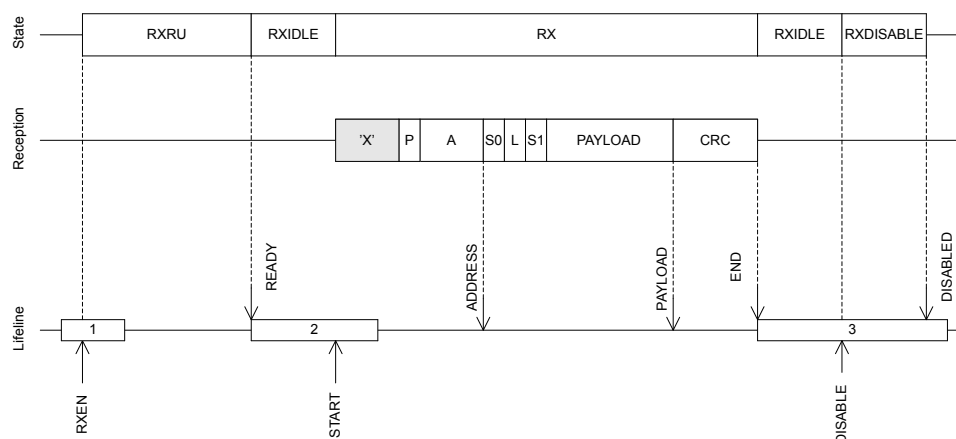 State
RXRU RXIDLE RX RXIDLE RXDISABLE
Reception
'X' P A S0 L S1 PAYLOAD CRC
READY
ADDRESS
PAYLOAD
END
DISABLED
Lifeline
1 2 3
RXEN
START
DISABLE